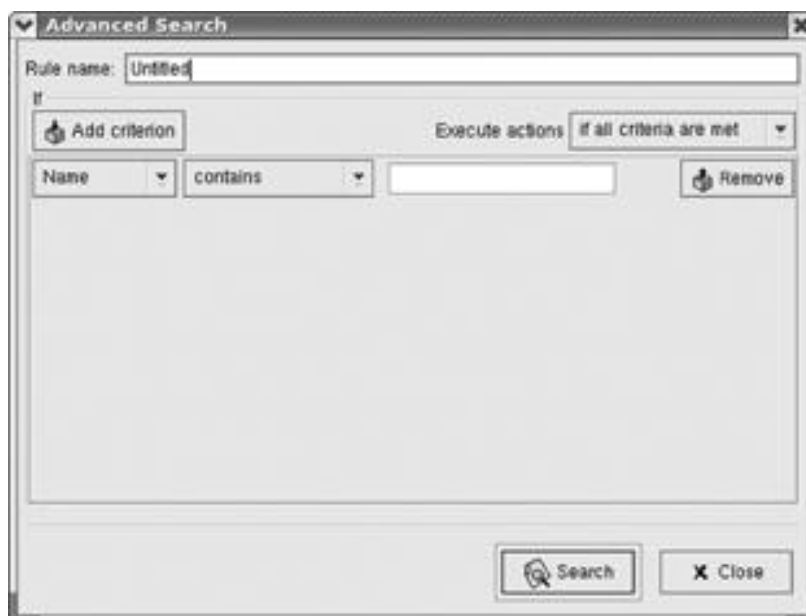 Advanced Search
Rule name: Untitled
If
Add criterion Execute actions if all criteria are met
Name contains Remove
Search Close